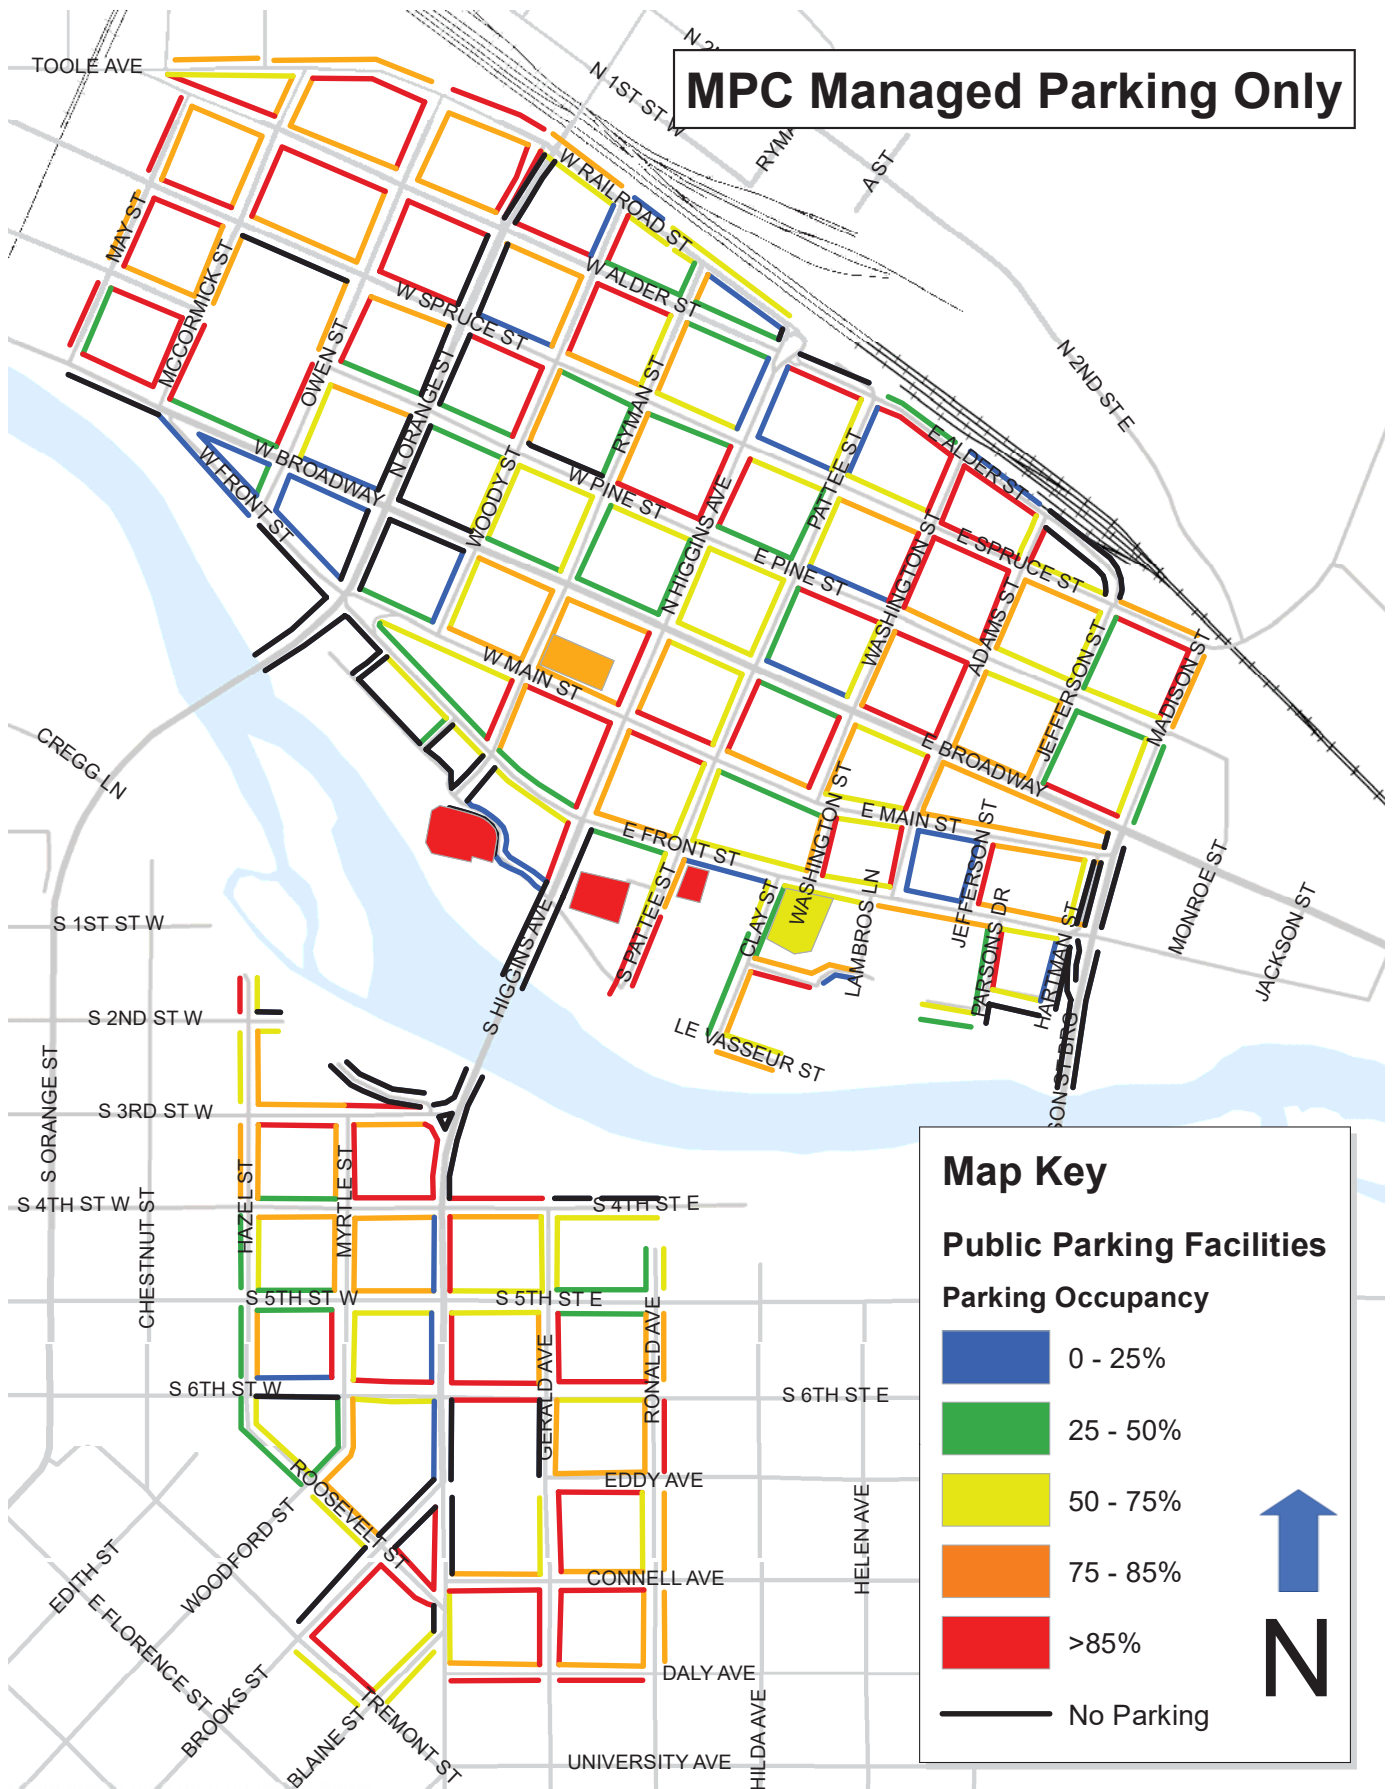 MPC Managed Parking Only
TOOLE AVE
N 1ST ST W
A ST
W RAILROAD ST
MAY ST
MCCORMICK ST
W ALDER ST
W SPRUCE ST
OWEN ST
N ORANGE ST
RYMAN ST
N 2ND ST E
W BROADWAY
W FRONT ST
WOODY ST
W PINE ST
N HIGGINS AVE
PATTEE ST
E ALDER ST
E SPRUCE ST
E PINE ST
WASHINGTON ST
ADAMS ST
JEFFERSON ST
MADISON ST
W MAIN ST
CREGG LN
E BROADWAY
E MAIN ST
E FRONT ST
WASHINGTON ST
JEFFERSON ST
S PATTEE ST
CLAY ST
LAMBROS LN
PARSONS DR
HARTMAN ST
MONROE ST
JACKSON ST
S 1ST ST W
S HIGGINS AVE
S 2ND ST W
LE VASSEUR ST
SON ST BRG
S ORANGE ST
S 3RD ST W
S 4TH ST W
HAZEL ST
MYRTLE ST
CHESTNUT ST
S 4TH ST E
S 5TH ST W
S 5TH ST E
GERALD AVE
RONALD AVE
S 6TH ST W
S 6TH ST E
EDDY AVE
ROOSEVELT ST
WOODFORD ST
EDITH ST
CONNELL AVE
HELEN AVE
E FLORENCE ST
BROOKS ST
BLAINE ST
TREMONT ST
DALY AVE
HILDA AVE
UNIVERSITY AVE
Map Key
Public Parking Facilities
Parking Occupancy
0 - 25%
25 - 50%
50 - 75%
75 - 85%
>85%
No Parking
N